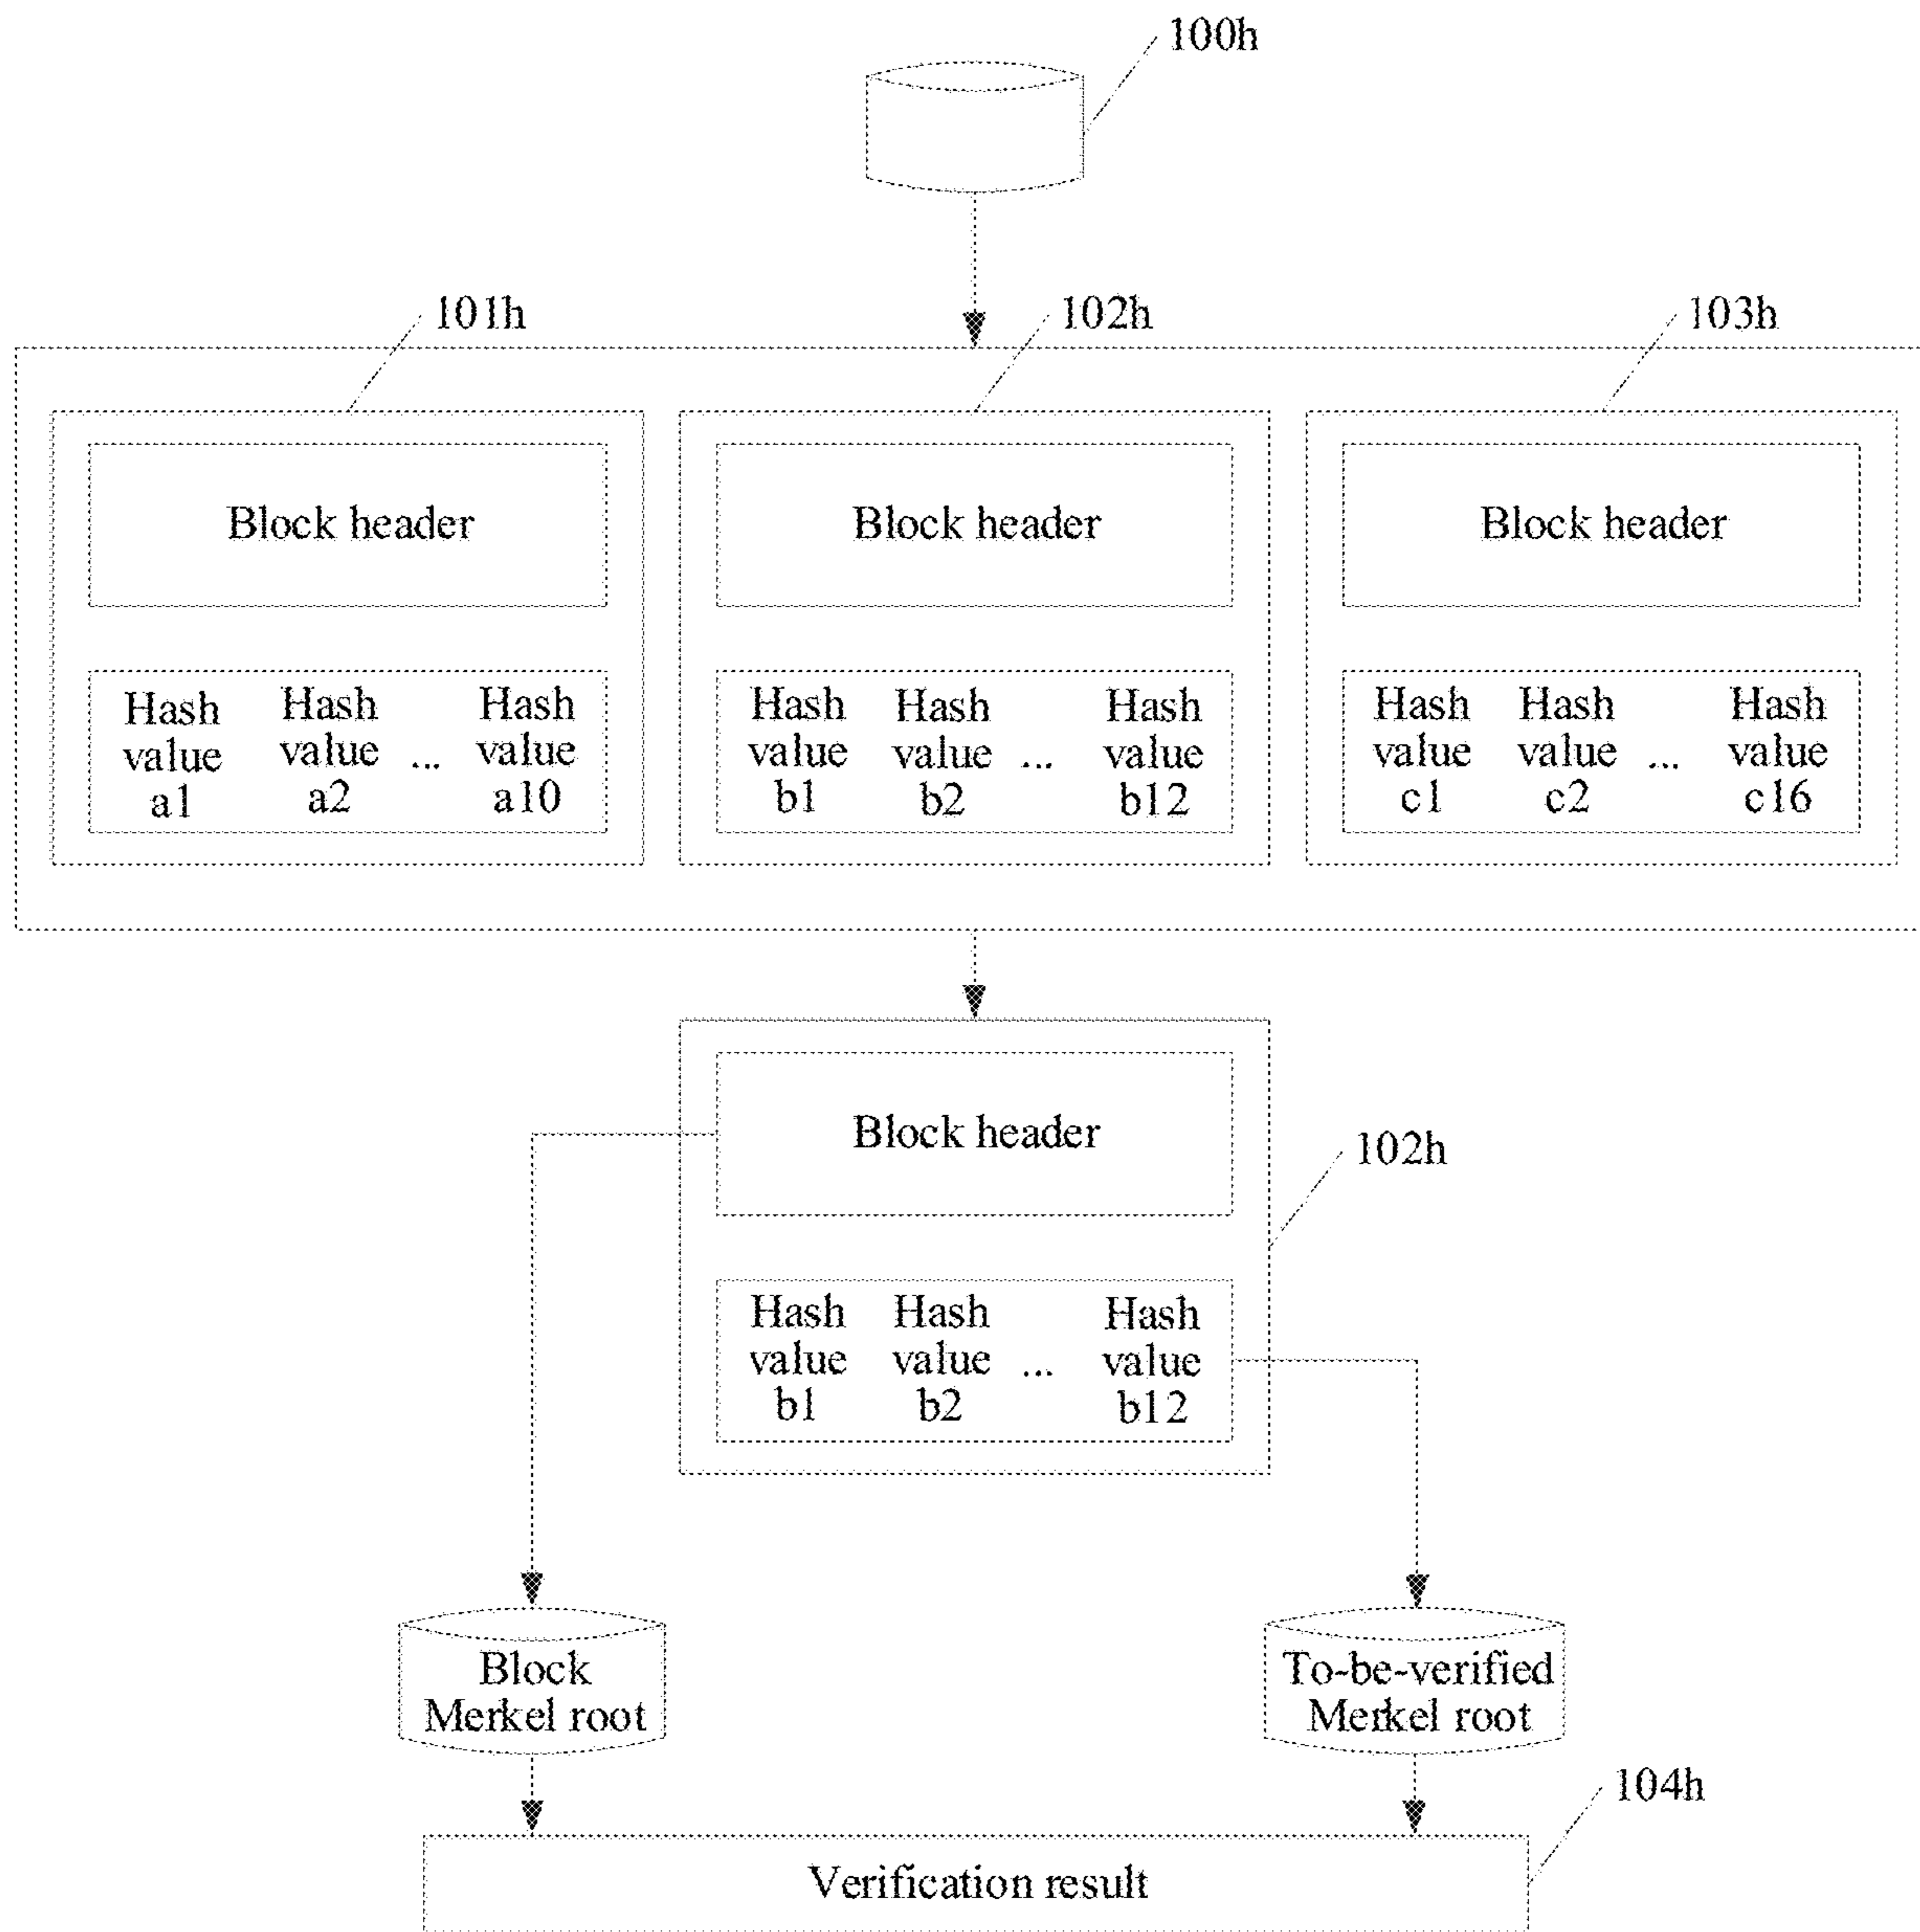 100h
101h
102h
103h
Block header
Block header
Block header
Hash value a1
Hash value a2
...
Hash value a10
Hash value b1
Hash value b2
...
Hash value b12
Hash value c1
Hash value c2
...
Hash value c16
Block header
102h
Hash value b1
Hash value b2
...
Hash value b12
Block
Merkel root
To-be-verified
Merkel root
104h
Verification result